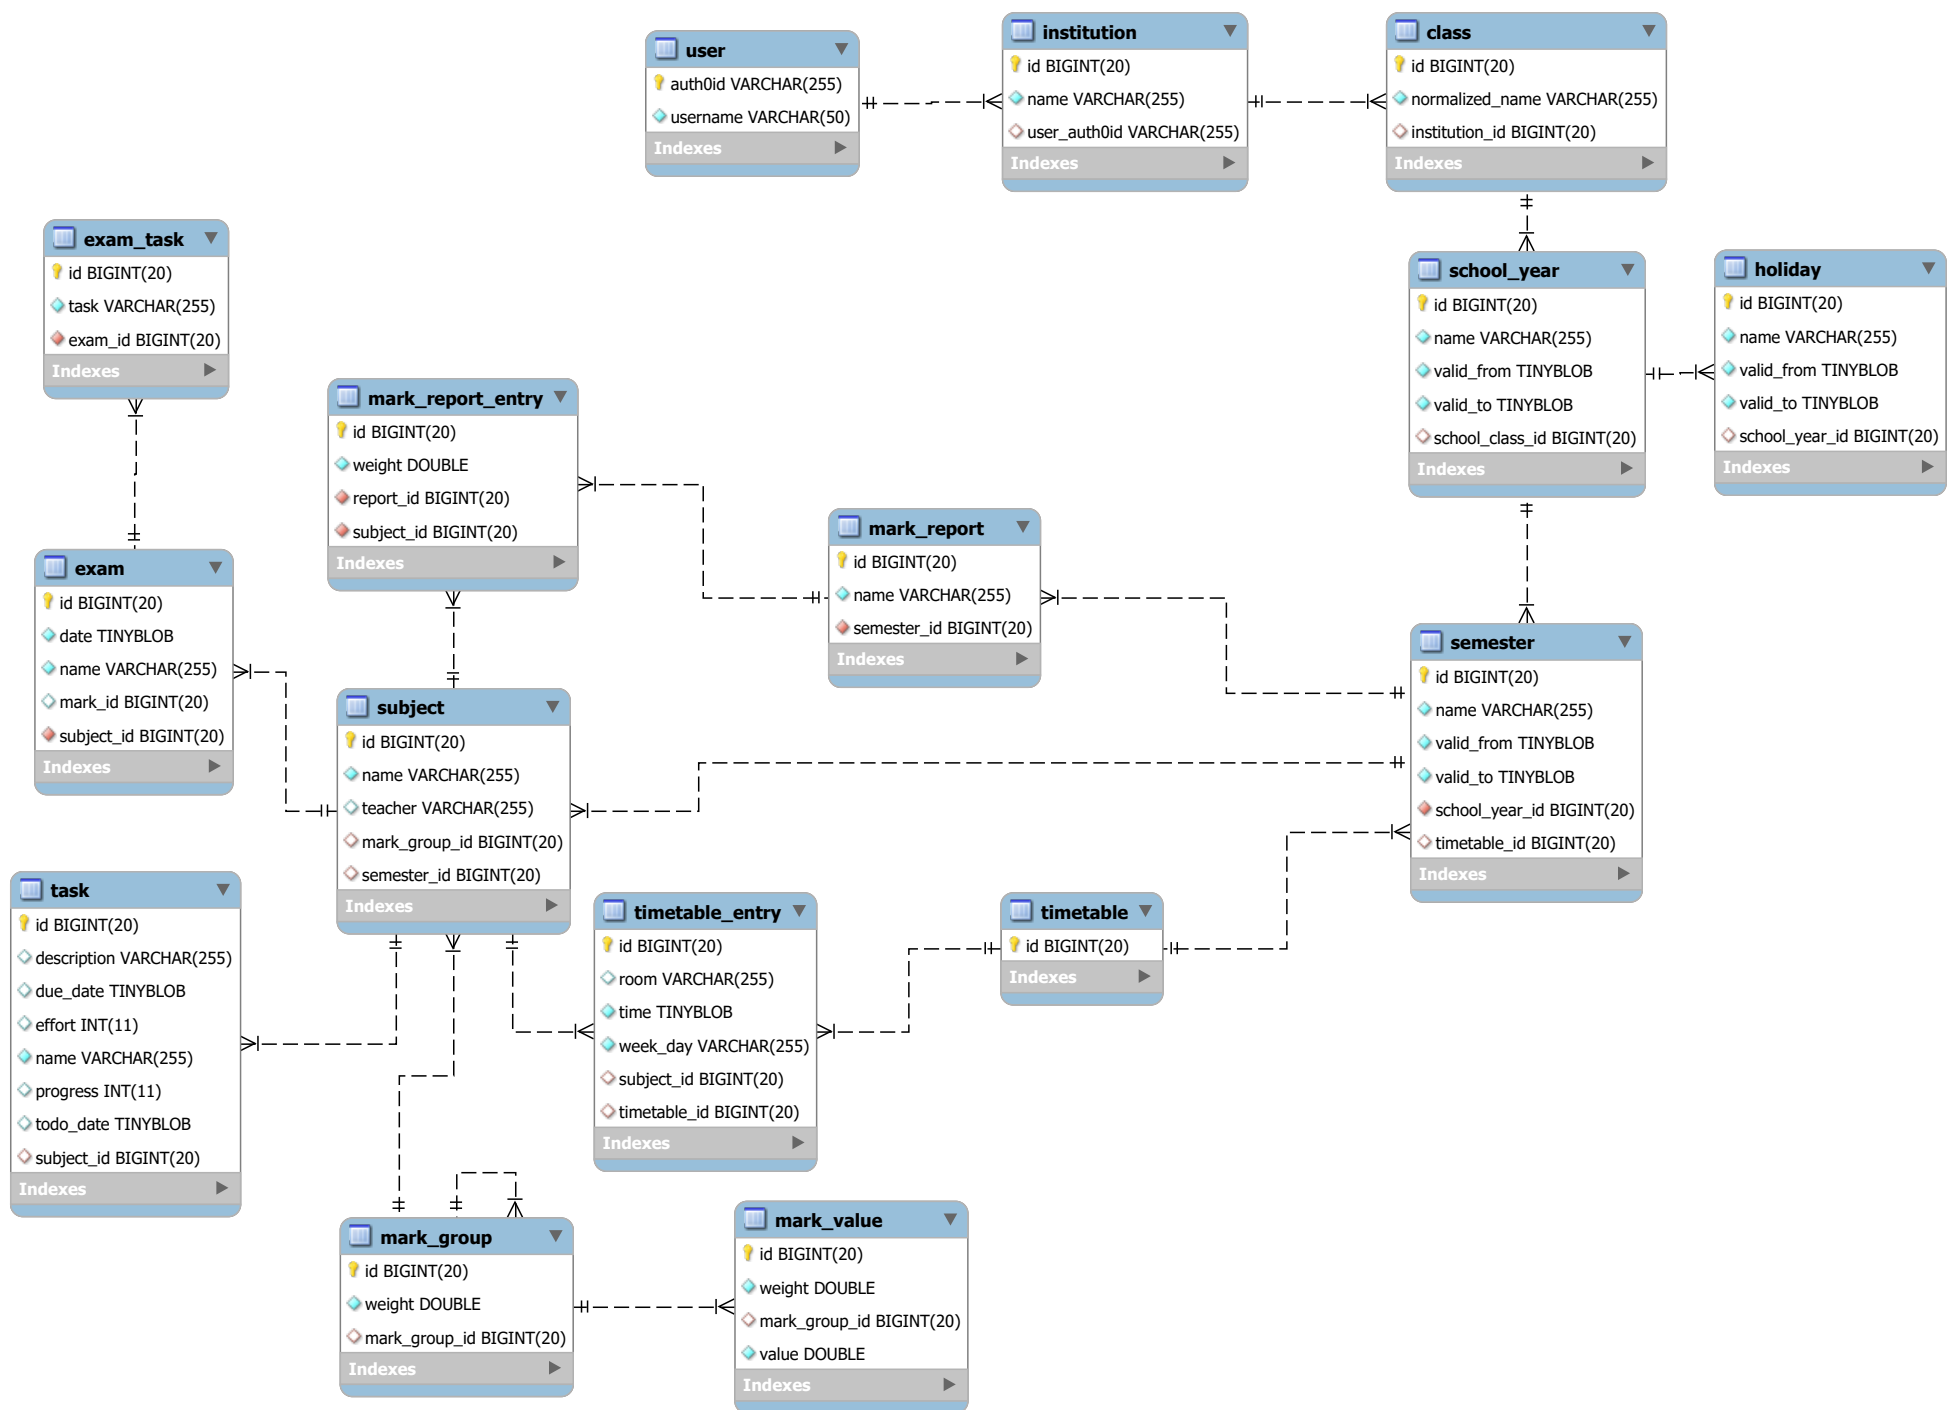 user
auth0id VARCHAR(255)
username VARCHAR(50)
Indexes
institution
id BIGINT(20)
name VARCHAR(255)
user_auth0id VARCHAR(255)
Indexes
class
id BIGINT(20)
normalized_name VARCHAR(255)
institution_id BIGINT(20)
Indexes
exam_task
id BIGINT(20)
task VARCHAR(255)
exam_id BIGINT(20)
Indexes
school_year
id BIGINT(20)
name VARCHAR(255)
valid_from TINYBLOB
valid_to TINYBLOB
school_class_id BIGINT(20)
Indexes
holiday
id BIGINT(20)
name VARCHAR(255)
valid_from TINYBLOB
valid_to TINYBLOB
school_year_id BIGINT(20)
Indexes
mark_report_entry
id BIGINT(20)
weight DOUBLE
report_id BIGINT(20)
subject_id BIGINT(20)
Indexes
mark_report
id BIGINT(20)
name VARCHAR(255)
semester_id BIGINT(20)
Indexes
exam
id BIGINT(20)
date TINYBLOB
name VARCHAR(255)
mark_id BIGINT(20)
subject_id BIGINT(20)
Indexes
subject
id BIGINT(20)
name VARCHAR(255)
teacher VARCHAR(255)
mark_group_id BIGINT(20)
semester_id BIGINT(20)
Indexes
semester
id BIGINT(20)
name VARCHAR(255)
valid_from TINYBLOB
valid_to TINYBLOB
school_year_id BIGINT(20)
timetable_id BIGINT(20)
Indexes
task
id BIGINT(20)
description VARCHAR(255)
due_date TINYBLOB
effort INT(11)
name VARCHAR(255)
progress INT(11)
todo_date TINYBLOB
subject_id BIGINT(20)
Indexes
timetable_entry
id BIGINT(20)
room VARCHAR(255)
time TINYBLOB
week_day VARCHAR(255)
subject_id BIGINT(20)
timetable_id BIGINT(20)
Indexes
timetable
id BIGINT(20)
Indexes
mark_group
id BIGINT(20)
weight DOUBLE
mark_group_id BIGINT(20)
Indexes
mark_value
id BIGINT(20)
weight DOUBLE
mark_group_id BIGINT(20)
value DOUBLE
Indexes